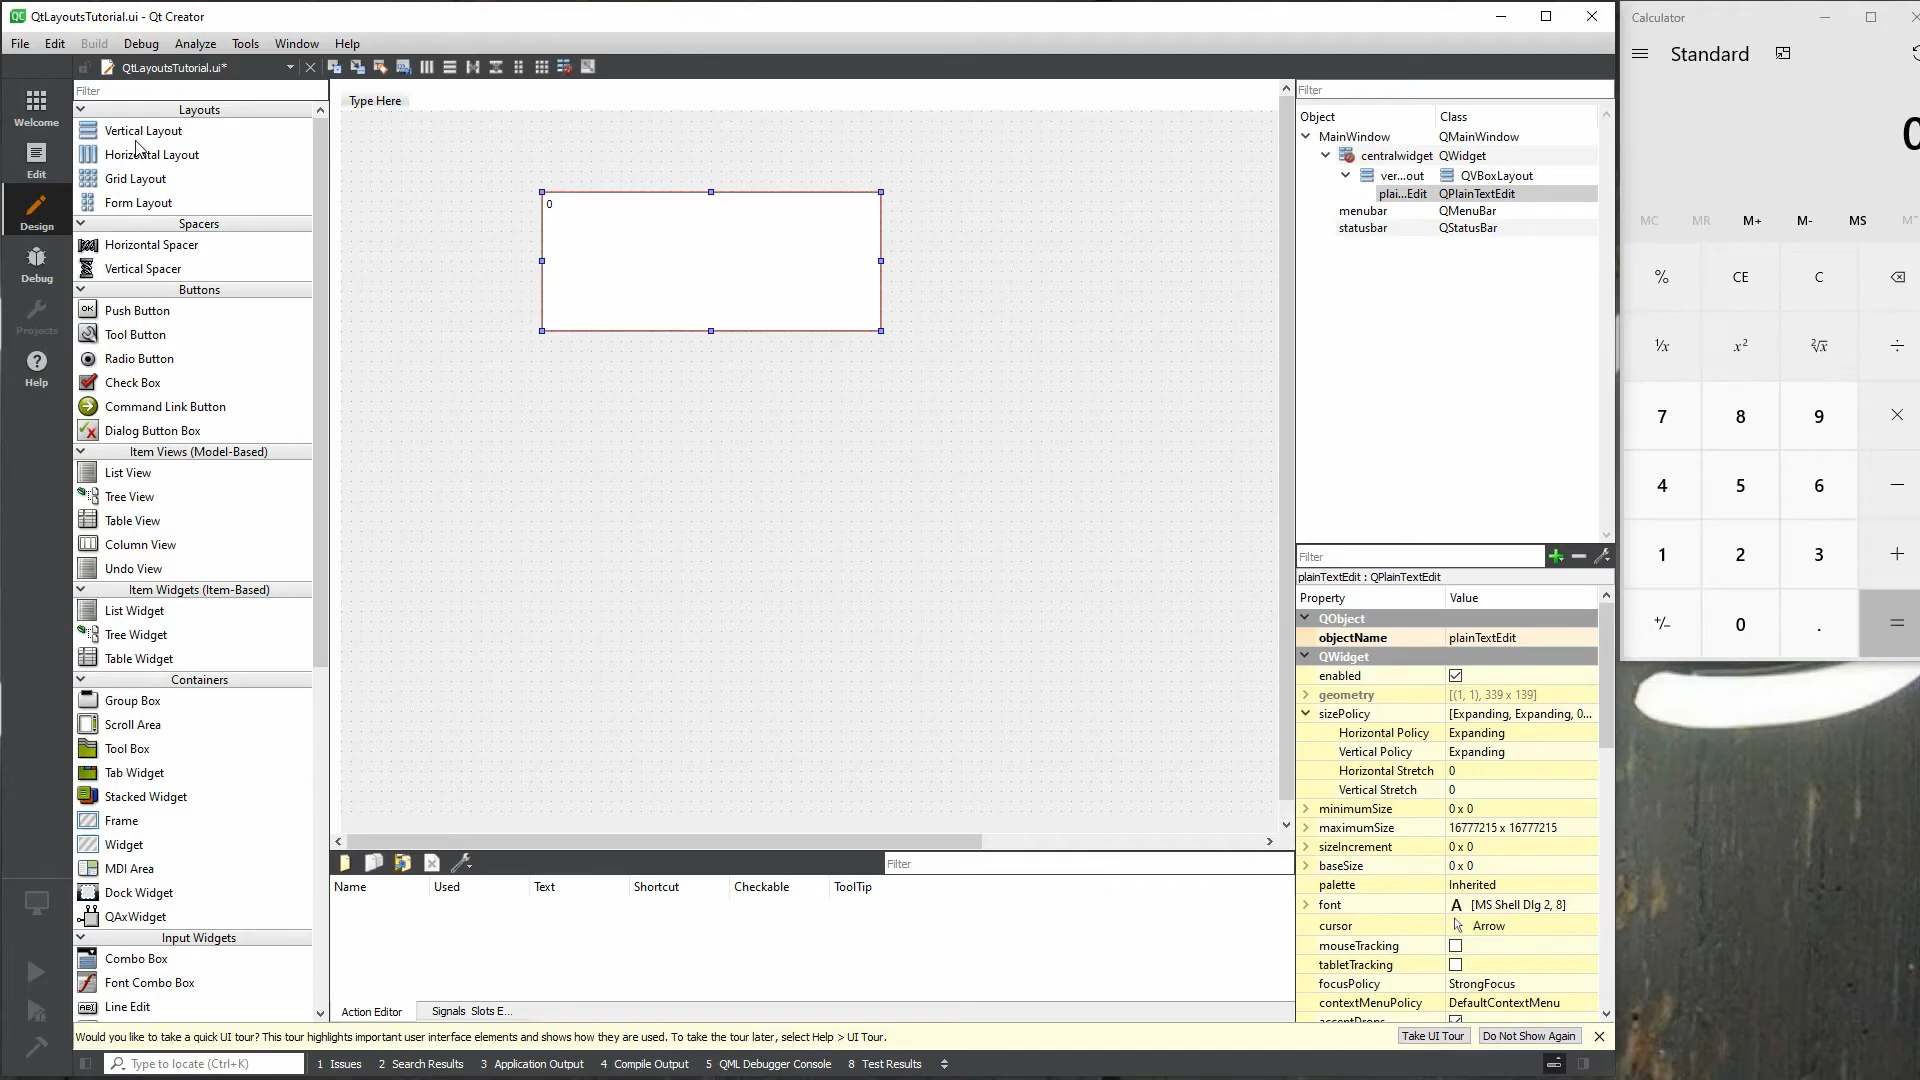 QtLayoutsTutorial.ui - Qt Creator
File Edit Build Debug Analyze Tools Window Help
QtLayoutsTutorial.ui*
Welcome
Edit
Design
Debug
Projects
Help
Filter
Layouts
Vertical Layout
Horizontal Layout
Grid Layout
Form Layout
Spacers
Horizontal Spacer
Vertical Spacer
Buttons
OK Push Button
Tool Button
Radio Button
Check Box
Command Link Button
Dialog Button Box
Item Views (Model-Based)
List View
Tree View
Table View
Column View
Undo View
Item Widgets (Item-Based)
List Widget
Tree Widget
Table Widget
Containers
Group Box
Scroll Area
Tool Box
Tab Widget
Stacked Widget
Frame
Widget
MDI Area
Dock Widget
QAxWidget
Input Widgets
Combo Box
Font Combo Box
Line Edit
Type Here
0
Filter
Name Used Text Shortcut Checkable ToolTip
Action Editor Signals Slots E...
Filter
Object Class
MainWindow QMainWindow
centralwidget QWidget
ver...out QVBoxLayout
plai...Edit QPlainTextEdit
menubar QMenuBar
statusbar QStatusBar
Filter
plainTextEdit : QPlainTextEdit
Property Value
QObject
objectName plainTextEdit
QWidget
enabled
geometry [(1, 1), 339 x 139]
sizePolicy [Expanding, Expanding, 0...
Horizontal Policy Expanding
Vertical Policy Expanding
Horizontal Stretch 0
Vertical Stretch 0
minimumSize 0 x 0
maximumSize 16777215 x 16777215
sizeIncrement 0 x 0
baseSize 0 x 0
palette Inherited
font A [MS Shell Dlg 2, 8]
cursor Arrow
mouseTracking
tabletTracking
focusPolicy StrongFocus
contextMenuPolicy DefaultContextMenu
acceptDrops
Would you like to take a quick UI tour? This tour highlights important user interface elements and shows how they are used. To take the tour later, select Help > UI Tour.
Take UI Tour Do Not Show Again
Type to locate (Ctrl+K) 1 Issues 2 Search Results 3 Application Output 4 Compile Output 5 QML Debugger Console 8 Test Results
Calculator
Standard
0
MC MR M+ M- MS
% CE C
¹/x x² ²√x ÷
7 8 9 ×
4 5 6 −
1 2 3 +
+/− 0 . =